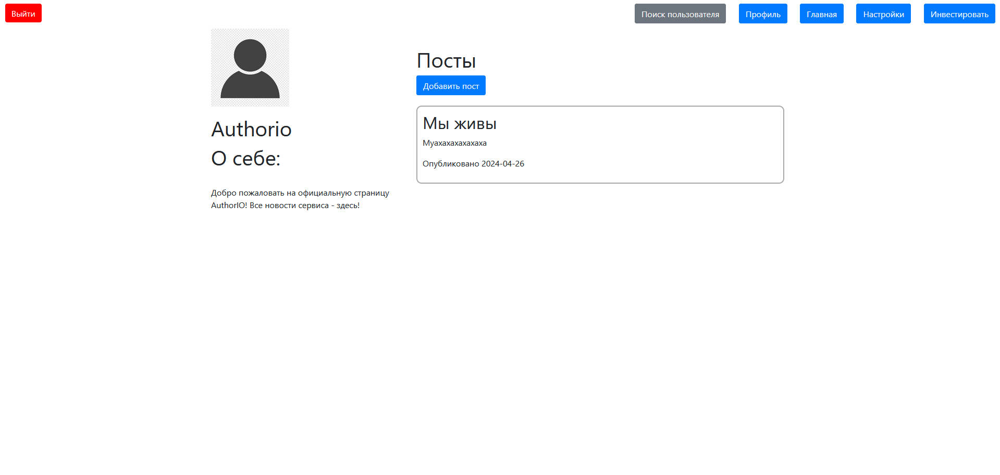 Выйти
Поиск пользователя
Профиль
Главная
Настройки
Инвестировать
Authorio
О себе:
Добро пожаловать на официальную страницу
AuthorIO! Все новости сервиса - здесь!
Посты
Добавить пост
Мы живы
Муахахахахахаха
Опубликовано 2024-04-26